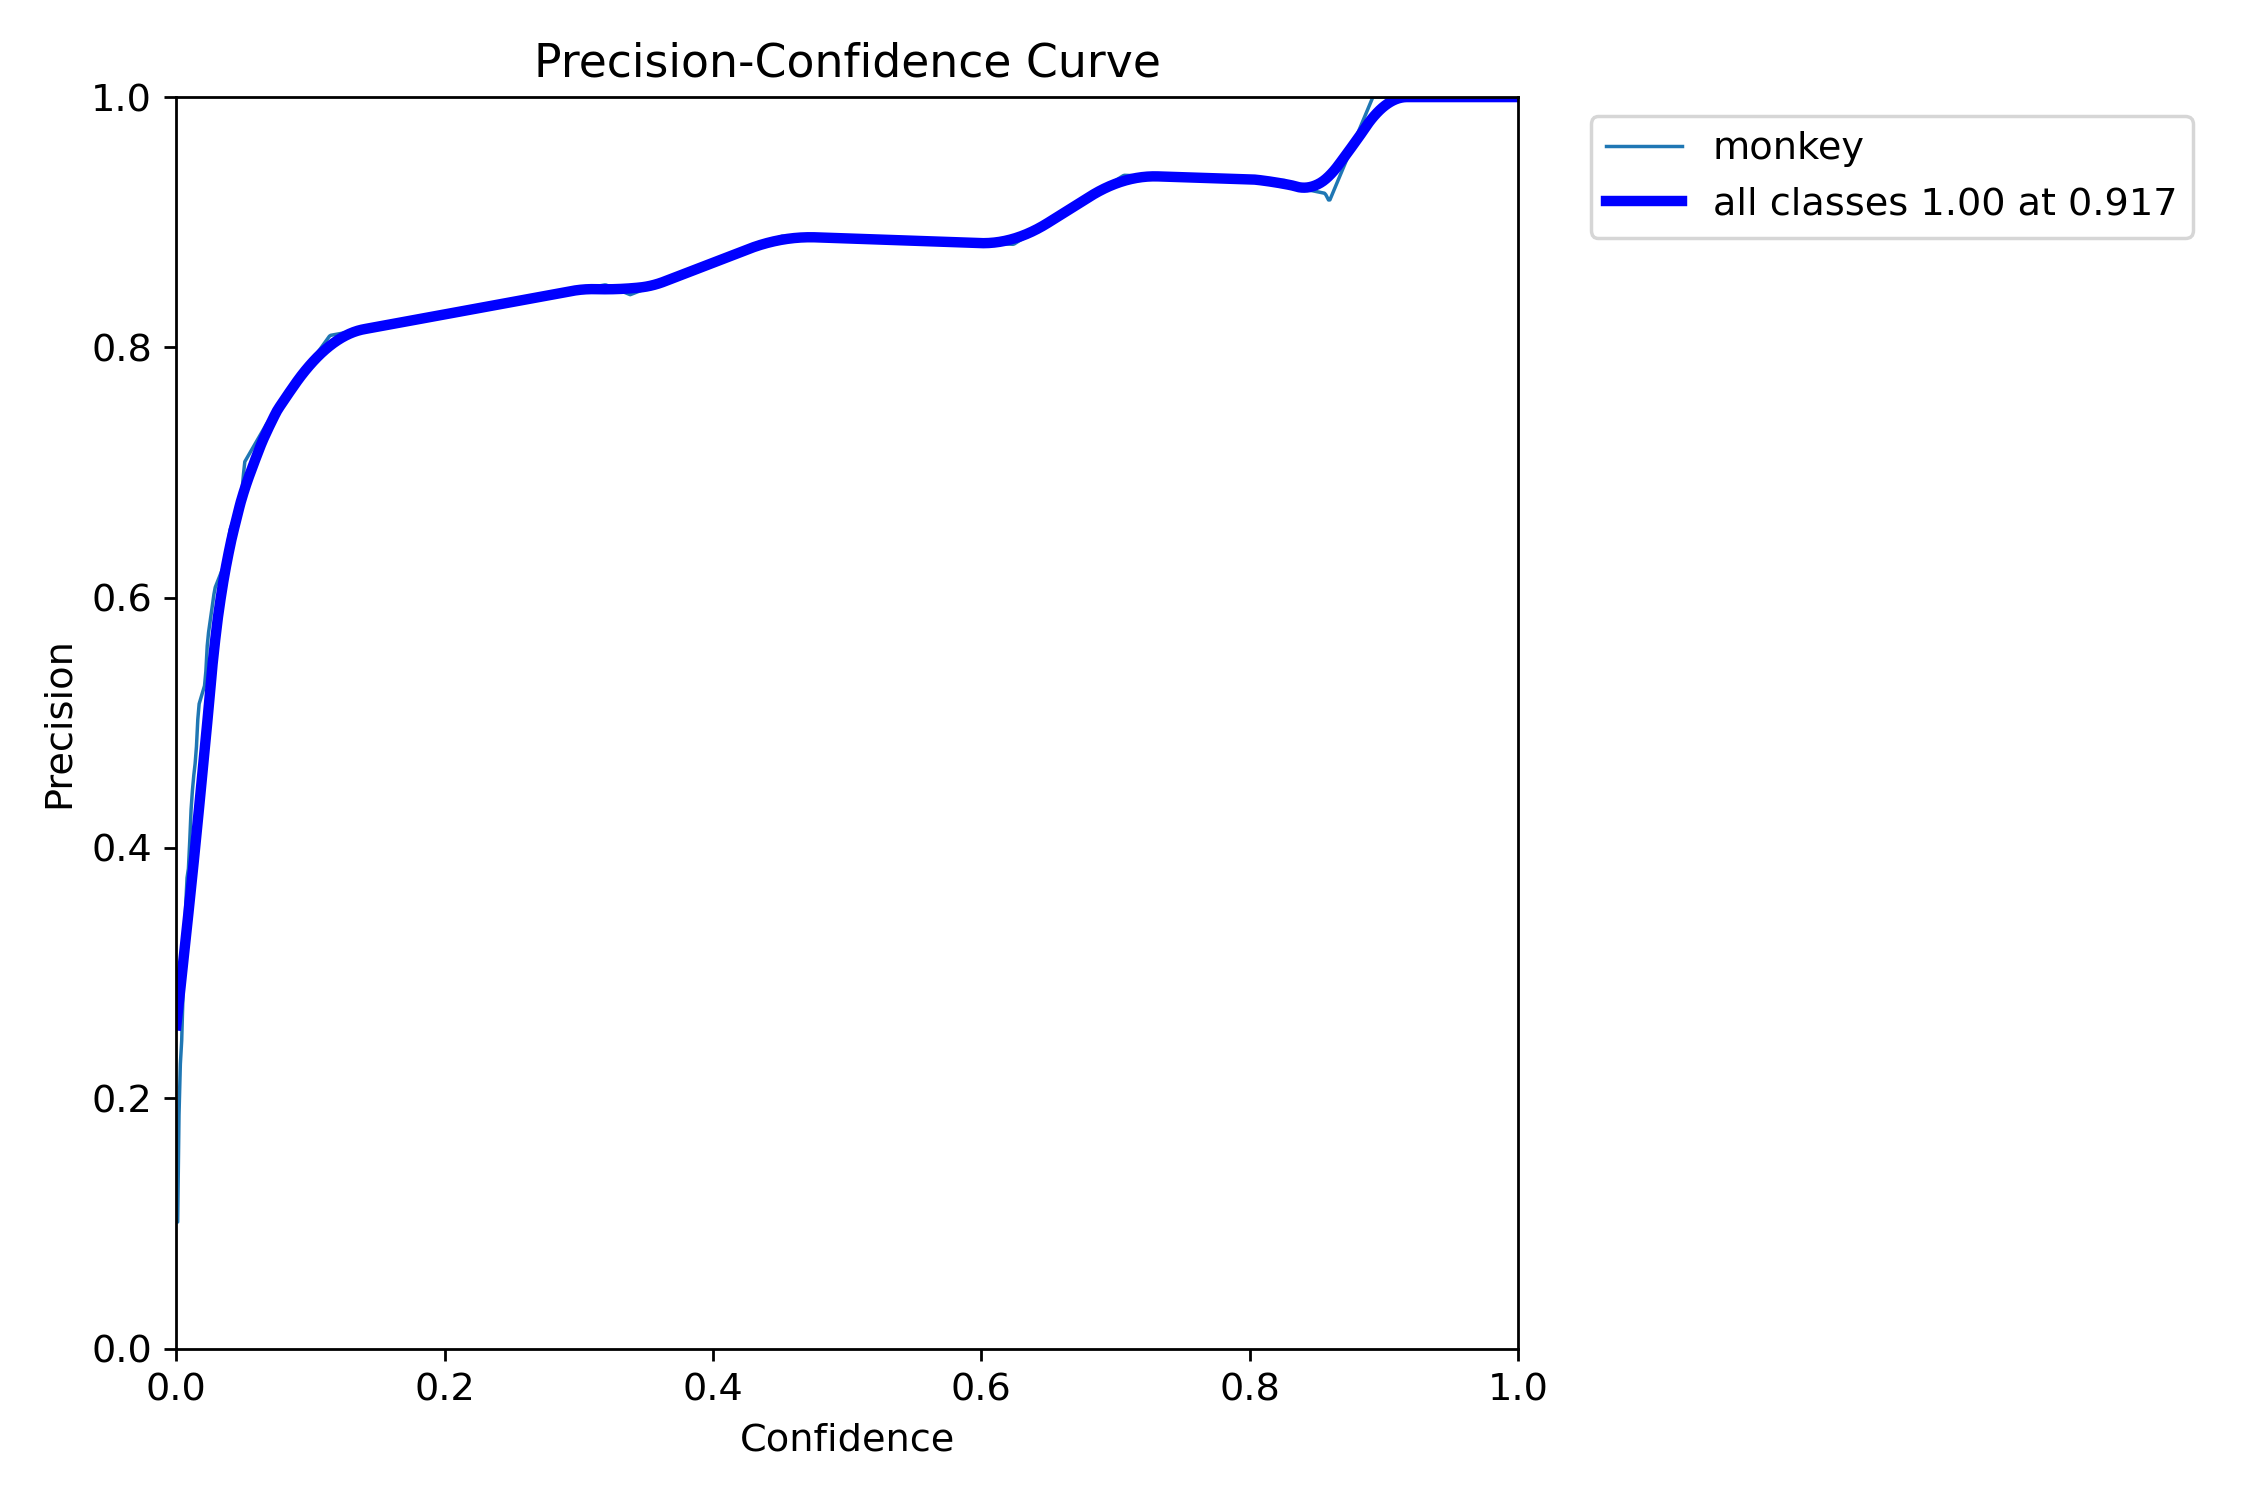 Precision-Confidence Curve
monkey
all classes 1.00 at 0.917
Precision
1.0
0.8
0.6
0.4
0.2
0.0
0.0 0.2 0.4 0.6 0.8 1.0
Confidence